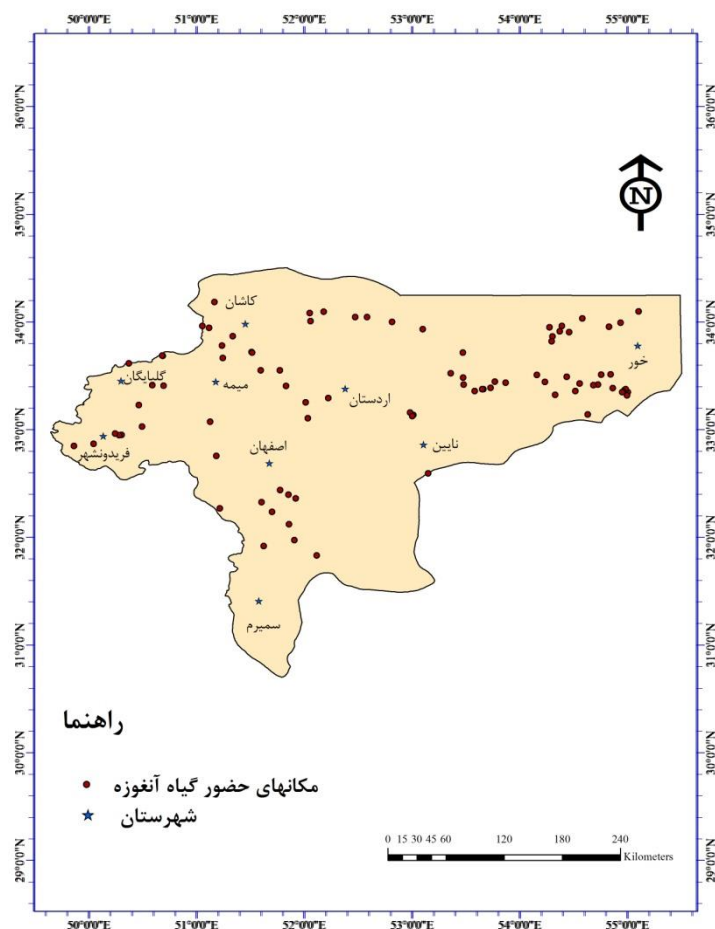 50°0'0"E 51°0'0"E 52°0'0"E 53°0'0"E 54°0'0"E 55°0'0"E
36°0'0"N 36°0'0"N
35°0'0"N 35°0'0"N
N
34°0'0"N 34°0'0"N
33°0'0"N 33°0'0"N
32°0'0"N 32°0'0"N
31°0'0"N 31°0'0"N
30°0'0"N 30°0'0"N
29°0'0"N 29°0'0"N
کاشان
خور
گلپایگان
میمه
اردستان
فریدونشهر
اصفهان
نایین
سمیرم
راهنما
مکانهای حضور گیاه آنغوزه
شهرستان
0 15 30 45 60 120 180 240
Kilometers
50°0'0"E 51°0'0"E 52°0'0"E 53°0'0"E 54°0'0"E 55°0'0"E